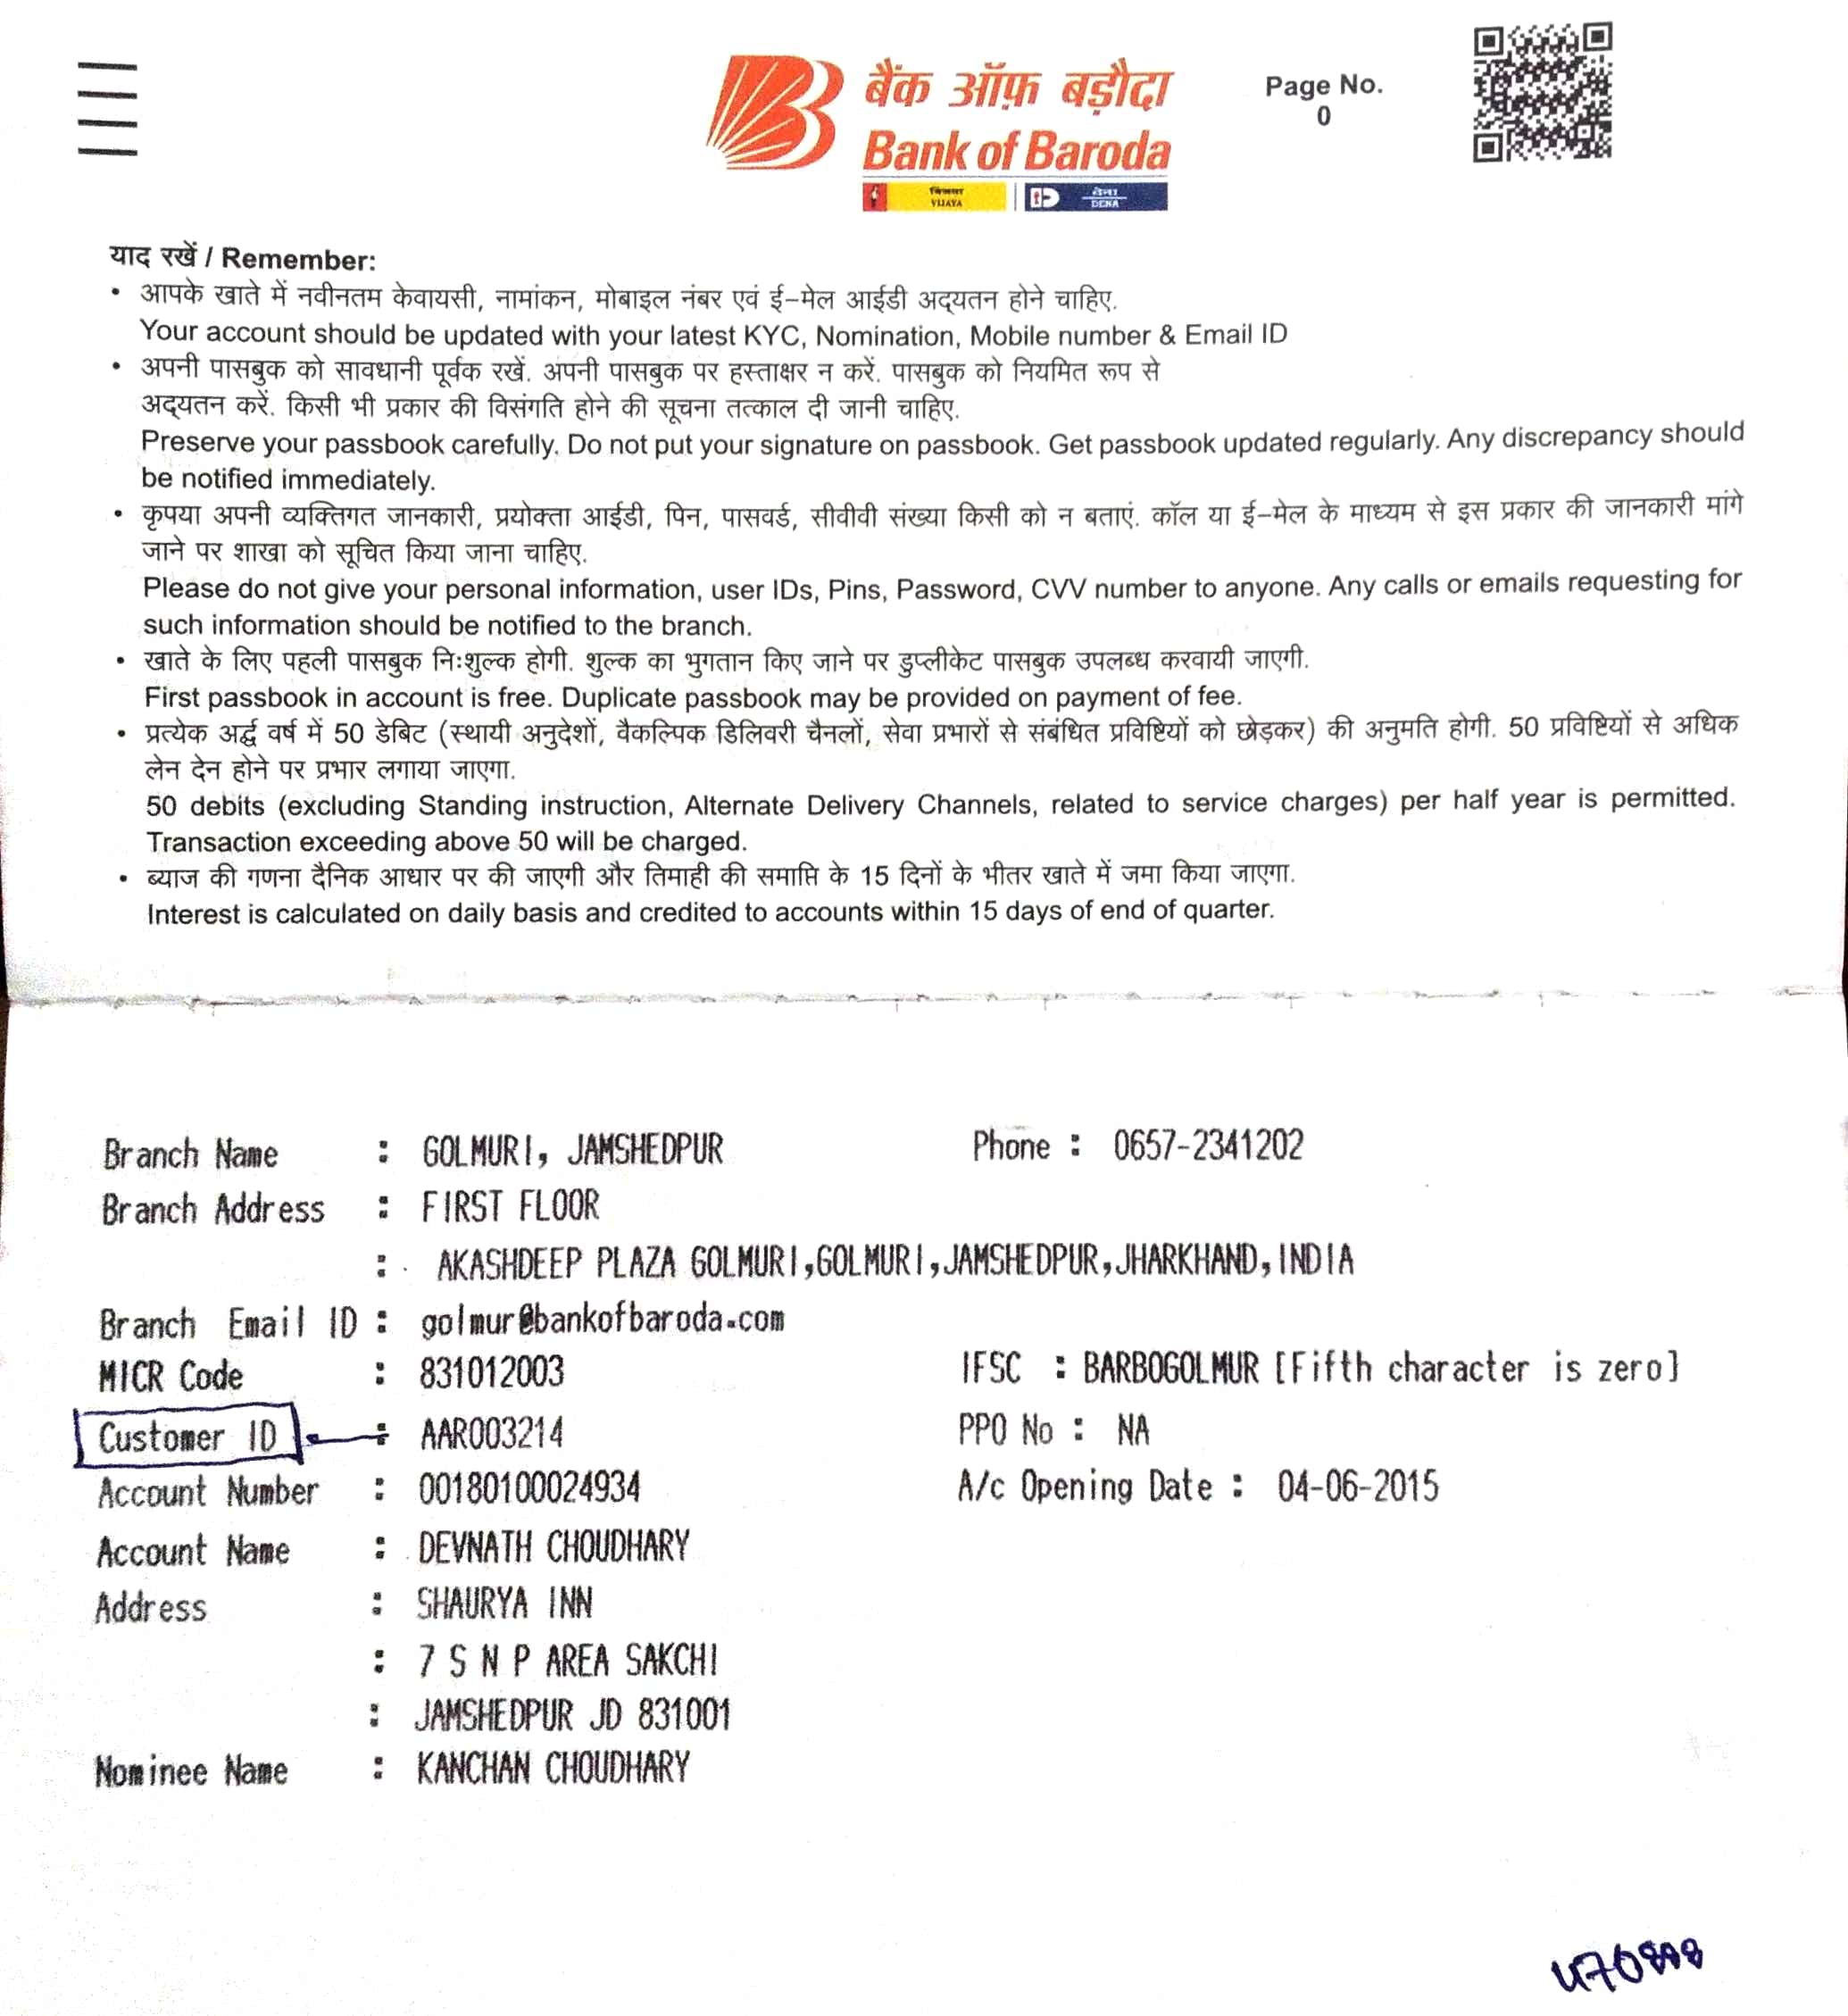 बैंक ऑफ़ बड़ौदा
Bank of Baroda
विजया
VIJAYA
देना
DENA
Page No.
0
याद रखें / Remember:
• आपके खाते में नवीनतम केवायसी, नामांकन, मोबाइल नंबर एवं ई-मेल आईडी अद्यतन होने चाहिए.
Your account should be updated with your latest KYC, Nomination, Mobile number & Email ID
• अपनी पासबुक को सावधानी पूर्वक रखें. अपनी पासबुक पर हस्ताक्षर न करें. पासबुक को नियमित रूप से
अद्यतन करें. किसी भी प्रकार की विसंगति होने की सूचना तत्काल दी जानी चाहिए.
Preserve your passbook carefully. Do not put your signature on passbook. Get passbook updated regularly. Any discrepancy should
be notified immediately.
• कृपया अपनी व्यक्तिगत जानकारी, प्रयोक्ता आईडी, पिन, पासवर्ड, सीवीवी संख्या किसी को न बताएं. कॉल या ई-मेल के माध्यम से इस प्रकार की जानकारी मांगे
जाने पर शाखा को सूचित किया जाना चाहिए.
Please do not give your personal information, user IDs, Pins, Password, CVV number to anyone. Any calls or emails requesting for
such information should be notified to the branch.
• खाते के लिए पहली पासबुक निःशुल्क होगी. शुल्क का भुगतान किए जाने पर डुप्लीकेट पासबुक उपलब्ध करवायी जाएगी.
First passbook in account is free. Duplicate passbook may be provided on payment of fee.
• प्रत्येक अर्द्ध वर्ष में 50 डेबिट (स्थायी अनुदेशों, वैकल्पिक डिलिवरी चैनलों, सेवा प्रभारों से संबंधित प्रविष्टियों को छोड़कर) की अनुमति होगी. 50 प्रविष्टियों से अधिक
लेन देन होने पर प्रभार लगाया जाएगा.
50 debits (excluding Standing instruction, Alternate Delivery Channels, related to service charges) per half year is permitted.
Transaction exceeding above 50 will be charged.
• ब्याज की गणना दैनिक आधार पर की जाएगी और तिमाही की समाप्ति के 15 दिनों के भीतर खाते में जमा किया जाएगा.
Interest is calculated on daily basis and credited to accounts within 15 days of end of quarter.
Branch Name : GOLMURI, JAMSHEDPUR Phone : 0657-2341202
Branch Address : FIRST FLOOR
: AKASHDEEP PLAZA GOLMURI,GOLMURI,JAMSHEDPUR,JHARKHAND,INDIA
Branch Email ID : golmur@bankofbaroda.com
MICR Code : 831012003 IFSC : BARB0GOLMUR [Fifth character is zero]
Customer ID : AAR003214 PPO No : NA
Account Number : 00180100024934 A/c Opening Date : 04-06-2015
Account Name : DEVNATH CHOUDHARY
Address : SHAURYA INN
: 7 S N P AREA SAKCHI
: JAMSHEDPUR JD 831001
Nominee Name : KANCHAN CHOUDHARY